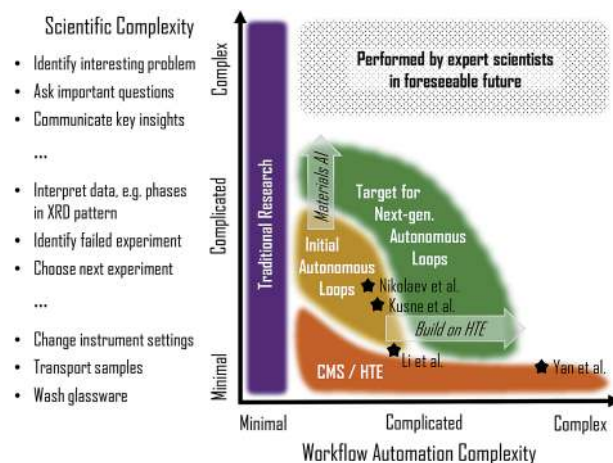 Scientific Complexity
• Identify interesting problem
• Ask important questions
• Communicate key insights
...
• Interpret data, e.g. phases
in XRD pattern
• Identify failed experiment
• Choose next experiment
...
• Change instrument settings
• Transport samples
• Wash glassware
Complex
Complicated
Minimal
Traditional Research
Performed by expert scientists
in foreseeable future
Materials AI
Target for
Next-gen.
Autonomous
Loops
Initial
Autonomous
Loops
Nikolaev et al.
Kusne et al.
Build on HTE
Li et al.
Yan et al.
CMS / HTE
Minimal
Complicated
Complex
Workflow Automation Complexity